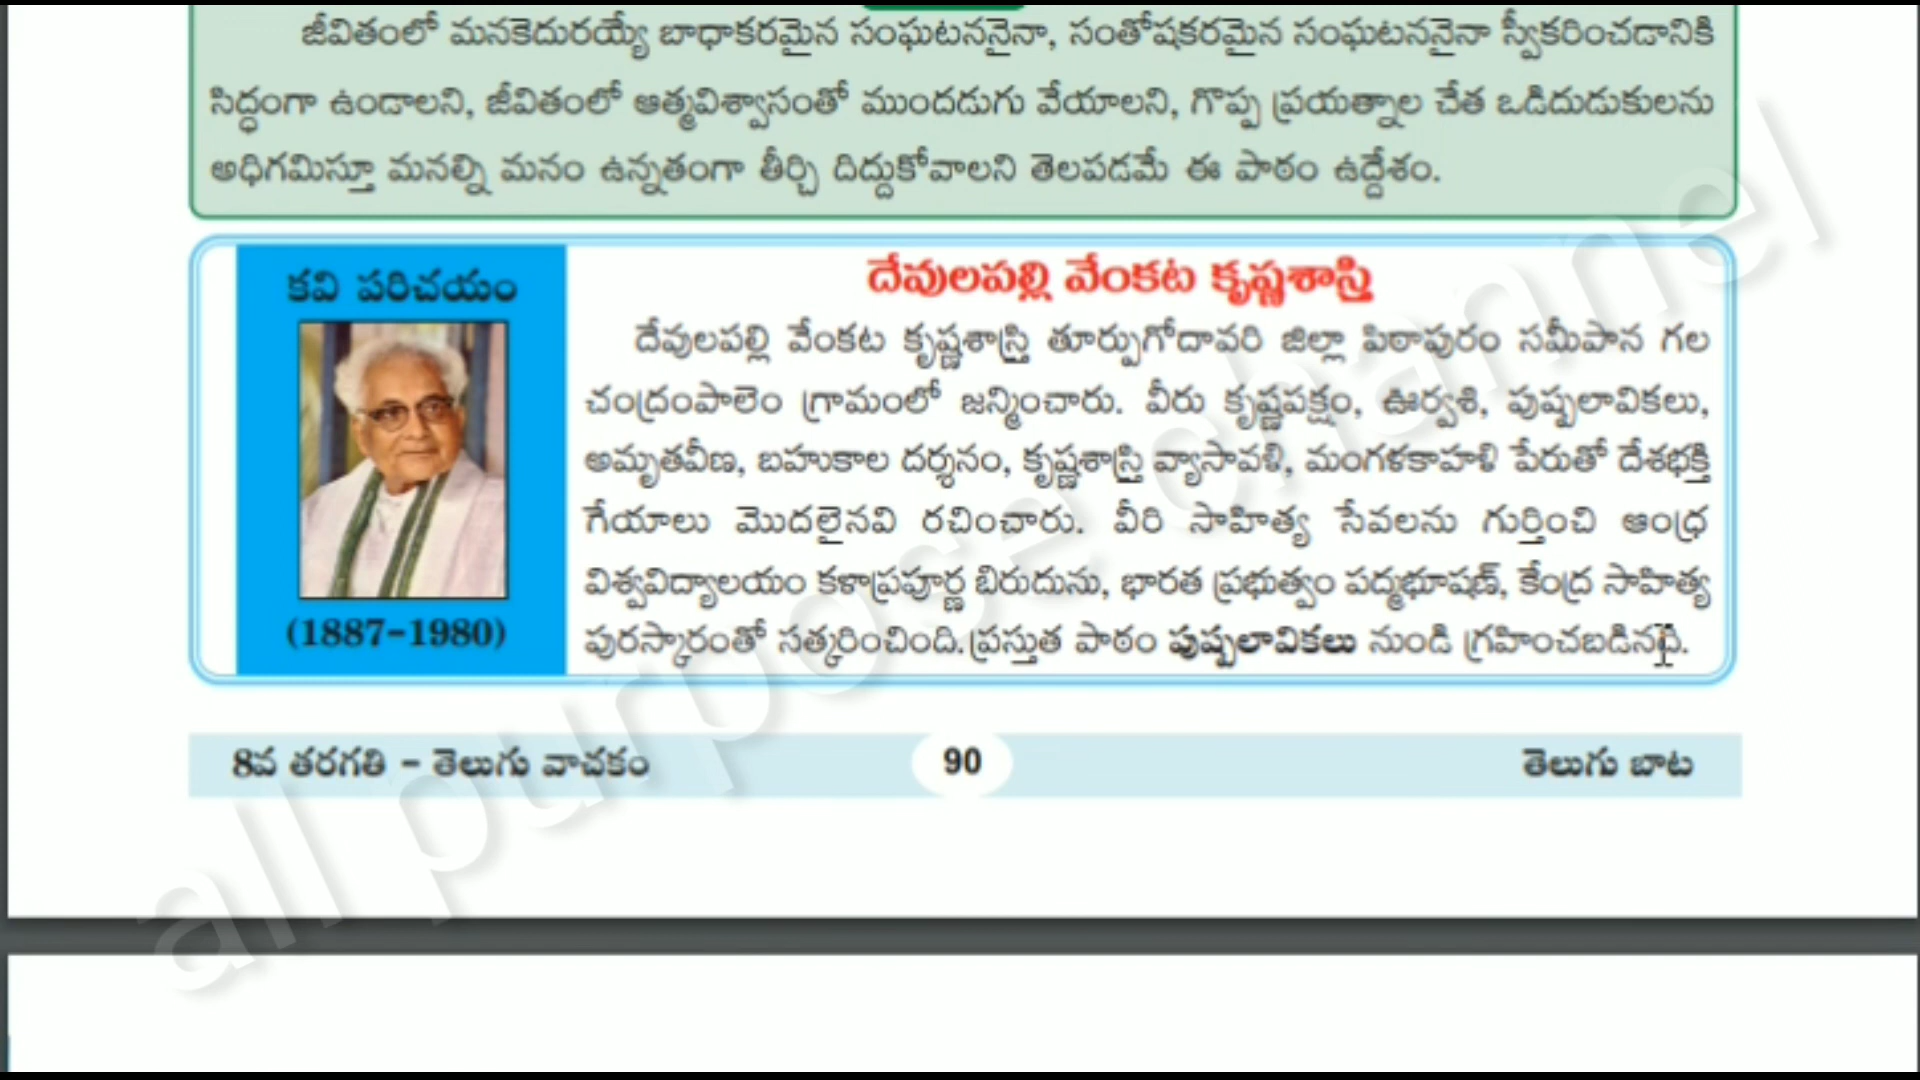 జీవితంలో మనకెదురయ్యే బాధాకరమైన సంఘటననైనా, సంతోషకరమైన సంఘటననైనా స్వీకరించడానికి
సిద్ధంగా ఉండాలని, జీవితంలో ఆత్మవిశ్వాసంతో ముందడుగు వేయాలని, గొప్ప ప్రయత్నాల చేత ఒడిదుడుకులను
అధిగమిస్తూ మనల్ని మనం ఉన్నతంగా తీర్చి దిద్దుకోవాలని తెలపడమే ఈ పాఠం ఉద్దేశం.
కవి పరిచయం
(1887-1980)
దేవులపల్లి వేంకట కృష్ణశాస్త్రి
దేవులపల్లి వేంకట కృష్ణశాస్త్రి తూర్పుగోదావరి జిల్లా పిఠాపురం సమీపాన గల
చంద్రంపాలెం గ్రామంలో జన్మించారు. వీరు కృష్ణపక్షం, ఊర్వశి, పుష్పలావికలు,
అమృతవీణ, బహుకాల దర్శనం, కృష్ణశాస్త్రి వ్యాసావళి, మంగళకాహళి పేరుతో దేశభక్తి
గేయాలు మొదలైనవి రచించారు. వీరి సాహిత్య సేవలను గుర్తించి ఆంధ్ర
విశ్వవిద్యాలయం కళాప్రపూర్ణ బిరుదును, భారత ప్రభుత్వం పద్మభూషణ్, కేంద్ర సాహిత్య
పురస్కారంతో సత్కరించింది. ప్రస్తుత పాఠం పుష్పలావికలు నుండి గ్రహించబడినది.
8వ తరగతి - తెలుగు వాచకం
90
తెలుగు బాట
all purpose channel